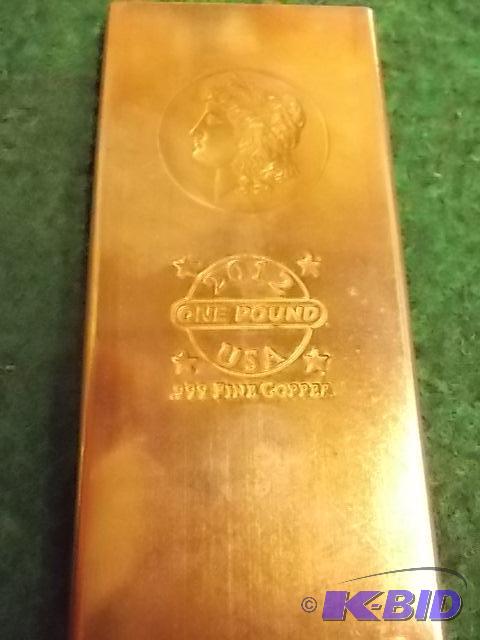 2012
ONE POUND
USA
.999 FINE COPPER
© K-BID